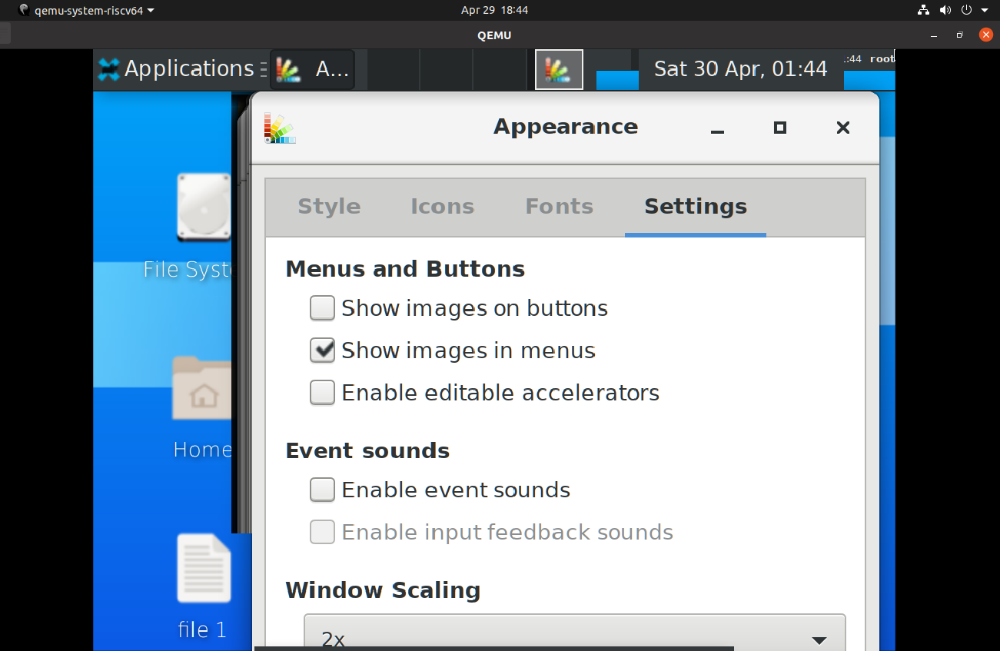 qemu-system-riscv64 Apr 29 18:44
QEMU
Applications A... Sat 30 Apr, 01:44 :44 root
Appearance
Style Icons Fonts Settings
Menus and Buttons
Show images on buttons
Show images in menus
Enable editable accelerators
Event sounds
Enable event sounds
Enable input feedback sounds
Window Scaling
2x
File Syste
Home
file 1